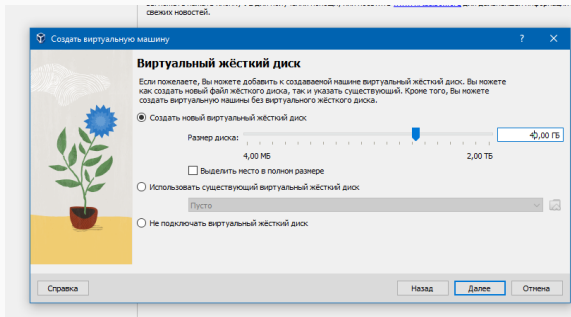 свежих новостей.
Создать виртуальную машину
?
Виртуальный жёсткий диск
Если пожелаете, Вы можете добавить к создаваемой машине виртуальный жёсткий диск. Вы можете
как создать новый файл жёсткого диска, так и указать существующий. Кроме того, Вы можете
создать виртуальную машины без виртуального жёсткого диска.
Создать новый виртуальный жёсткий диск
Размер диска:
40,00 ГБ
4,00 МБ 2,00 ТБ
Выделить место в полном размере
Использовать существующий виртуальный жёсткий диск
Пусто
Не подключать виртуальный жёсткий диск
Справка Назад Далее Отмена